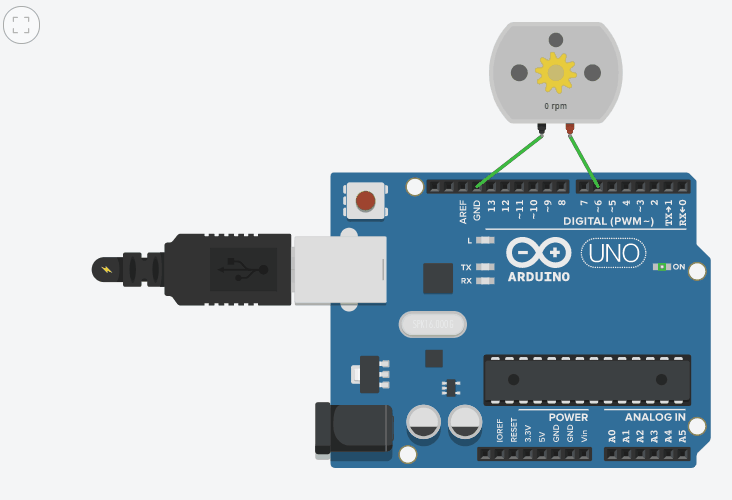 0 rpm
AREF
GND
13
12
~11
~10
~9
8
7
~6
~5
4
~3
2
TX→1
RX←0
DIGITAL (PWM~)
L
TX
RX
ARDUINO
UNO
ON
POWER
ANALOG IN
IOREF
RESET
3.3V
5V
GND
GND
Vin
A0
A1
A2
A3
A4
A5